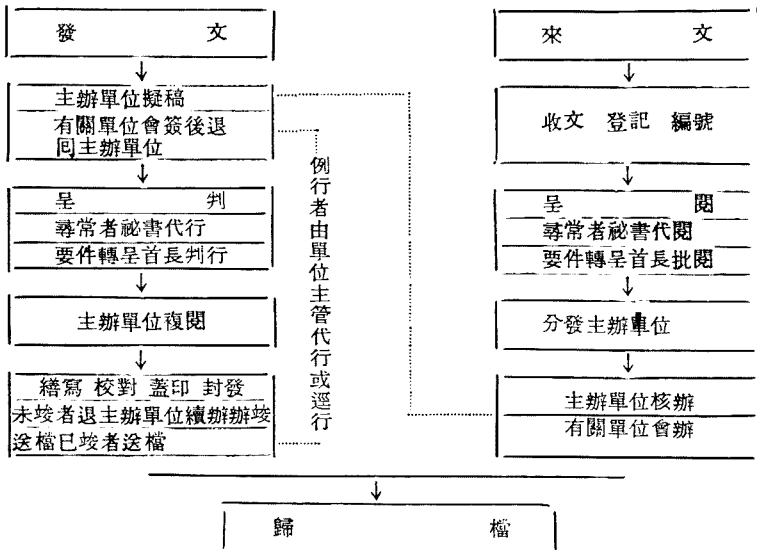 發 文
主辦單位擬稿
有關單位會簽後退
回主辦單位
呈 判
尋常者祕書代行
要件轉呈首長判行
主辦單位複閱
繕寫 校對 蓋印 封發
未竣者退主辦單位續辦辦竣
送檔已竣者送檔
例行者由單位主管代行或逕行
來 文
收文 登記 編號
呈 閱
尋常者祕書代閱
要件轉呈首長批閱
分發主辦單位
主辦單位核辦
有關單位會辦
歸 檔